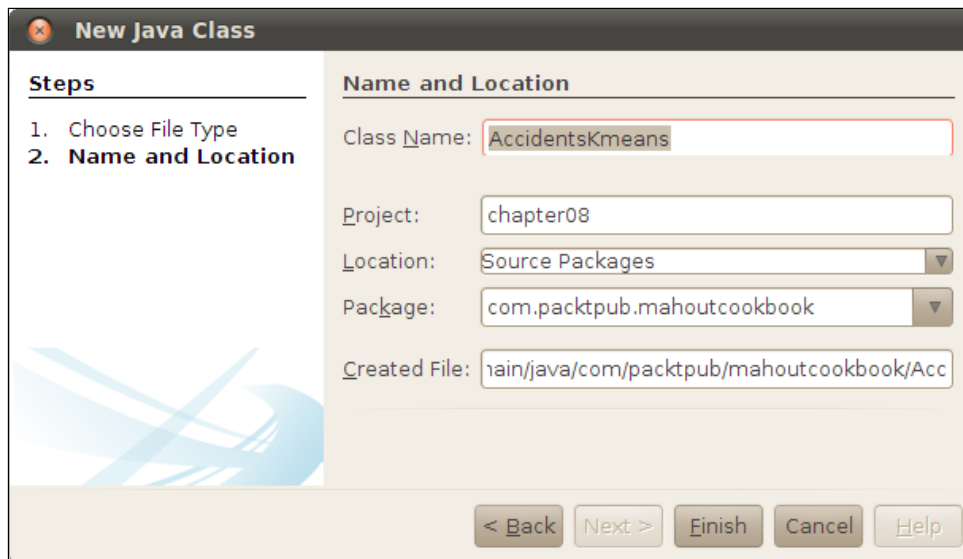 New Java Class
Steps
1. Choose File Type
2. Name and Location
Name and Location
Class Name: AccidentsKmeans
Project: chapter08
Location: Source Packages
Package: com.packtpub.mahoutcookbook
Created File: nain/java/com/packtpub/mahoutcookbook/Acc
< Back Next > Finish Cancel Help